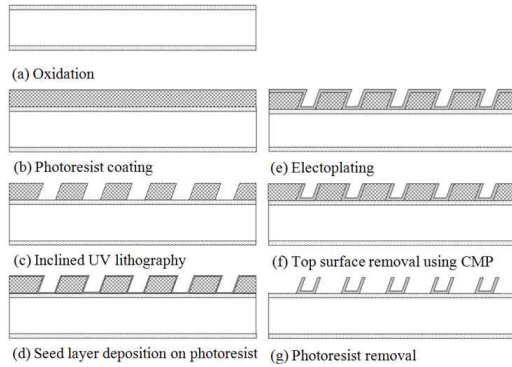 (a) Oxidation
(b) Photoresist coating
(c) Inclined UV lithography
(d) Seed layer deposition on photoresist
(e) Electoplating
(f) Top surface removal using CMP
(g) Photoresist removal